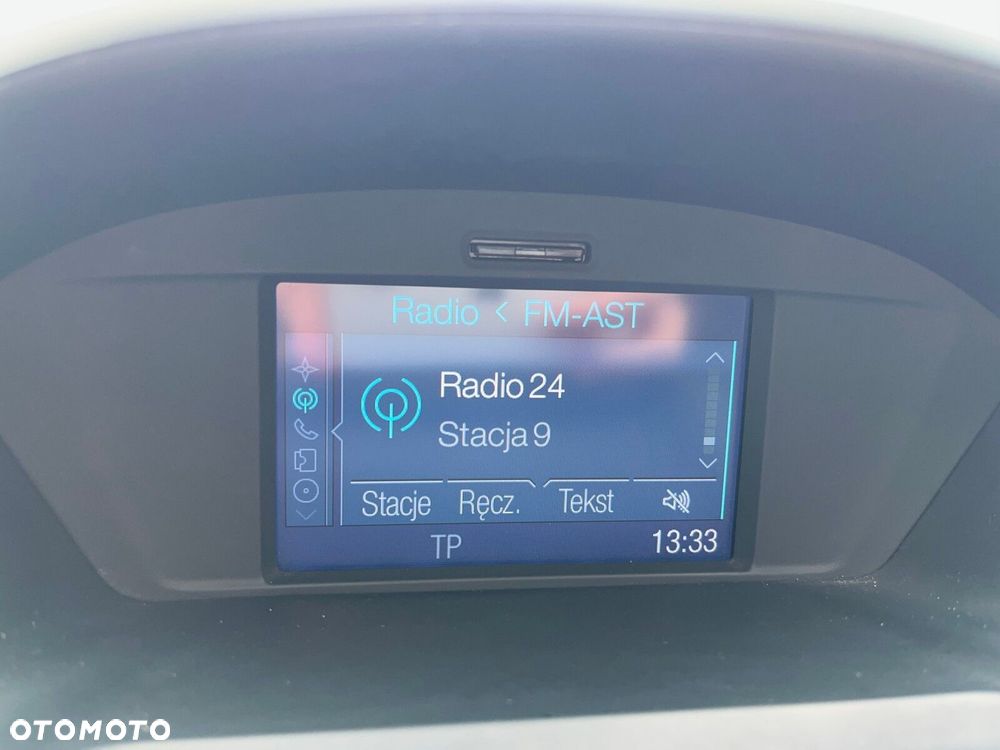 Radio < FM-AST
Radio 24
Stacja 9
Stacje Ręcz. Tekst
TP 13:33
OTOMOTO